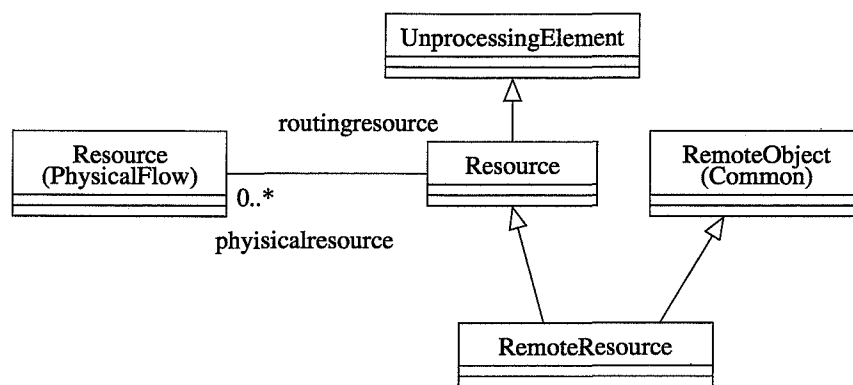 UnprocessingElement
routingresource
Resource
(PhysicalFlow)
Resource
RemoteObject
(Common)
0..*
phyisicalresource
RemoteResource